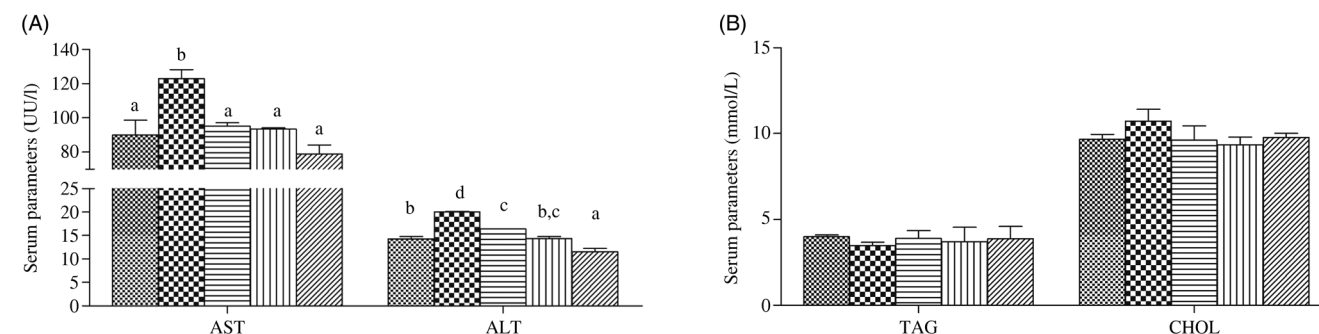 (A)
Serum parameters (UU/l)
140
120
100
80
25
20
15
10
5
0
a
b
a
a
a
b
d
c
b,c
a
AST
ALT
(B)
Serum parameters (mmol/L)
15
10
5
0
TAG
CHOL